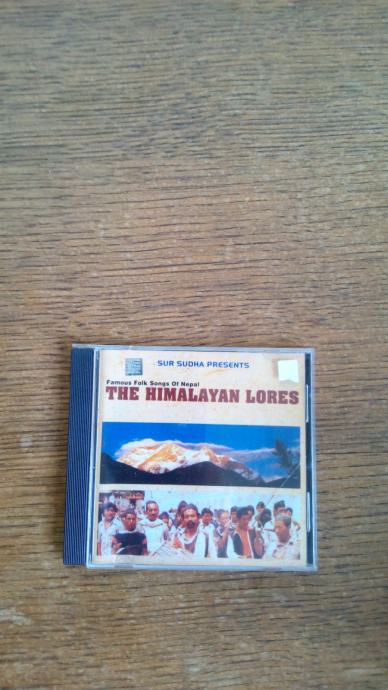 SUR SUDHA PRESENTS
Famous Folk Songs Of Nepal
THE HIMALAYAN LORES